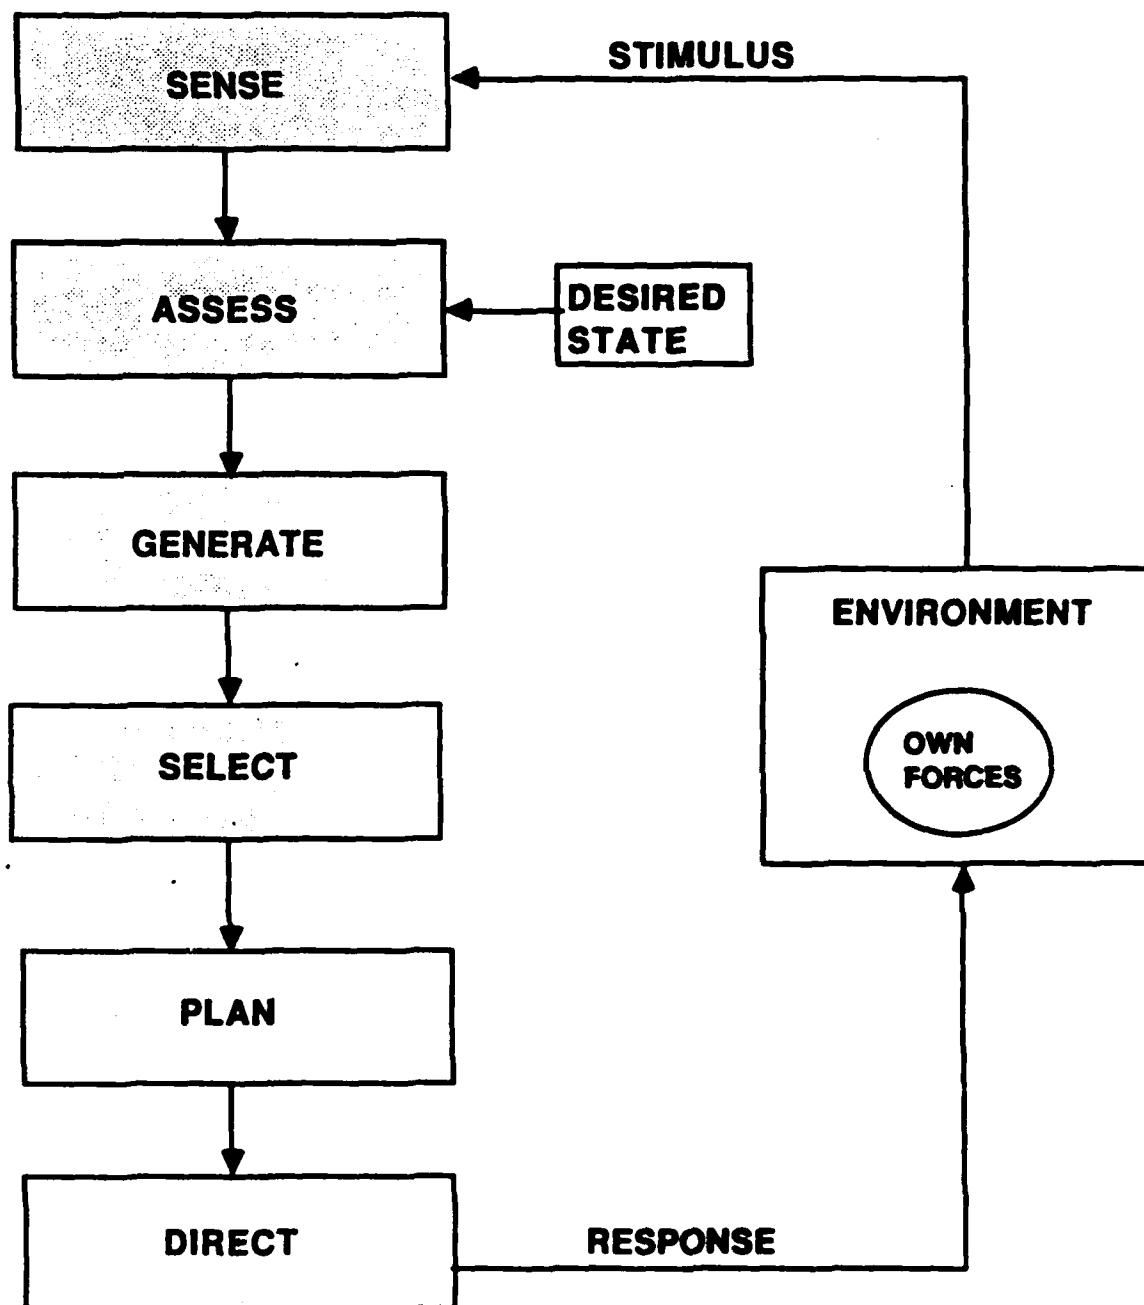 STIMULUS
SENSE
ASSESS
DESIRED
STATE
GENERATE
ENVIRONMENT
OWN
FORCES
SELECT
PLAN
DIRECT
RESPONSE